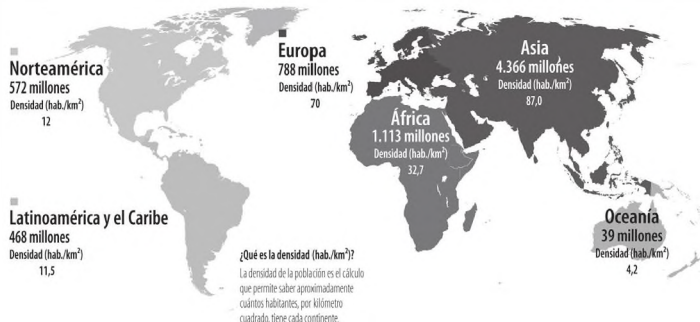 Norteamérica
572 millones
Densidad (hab./km²)
12
Europa
788 millones
Densidad (hab./km²)
70
Asia
4.366 millones
Densidad (hab./km²)
87,0
África
1.113 millones
Densidad (hab./km²)
32,7
Latinoamérica y el Caribe
468 millones
Densidad (hab./km²)
11,5
¿Qué es la densidad (hab./km²)?
La densidad de la población es el cálculo
que permite saber aproximadamente
cuántos habitantes, por kilómetro
cuadrado, tiene cada continente.
Oceanía
39 millones
Densidad (hab./km²)
4,2